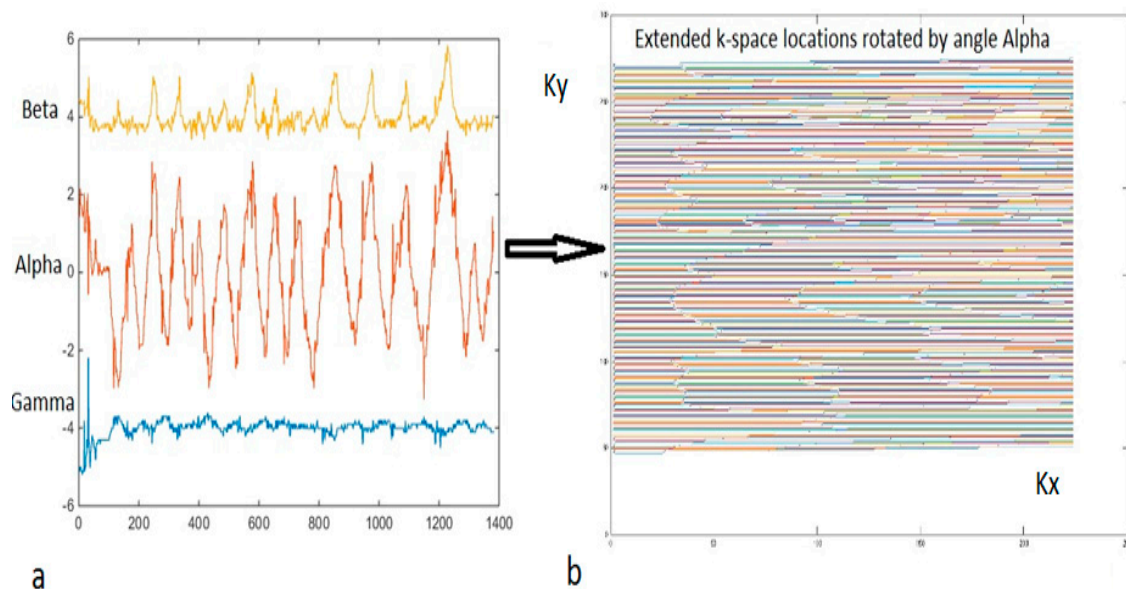 6
4
2
0
-2
-4
-6
Beta
Alpha
Gamma
0 200 400 600 800 1000 1200 1400
a
Extended k-space locations rotated by angle Alpha
Ky
Kx
0
b